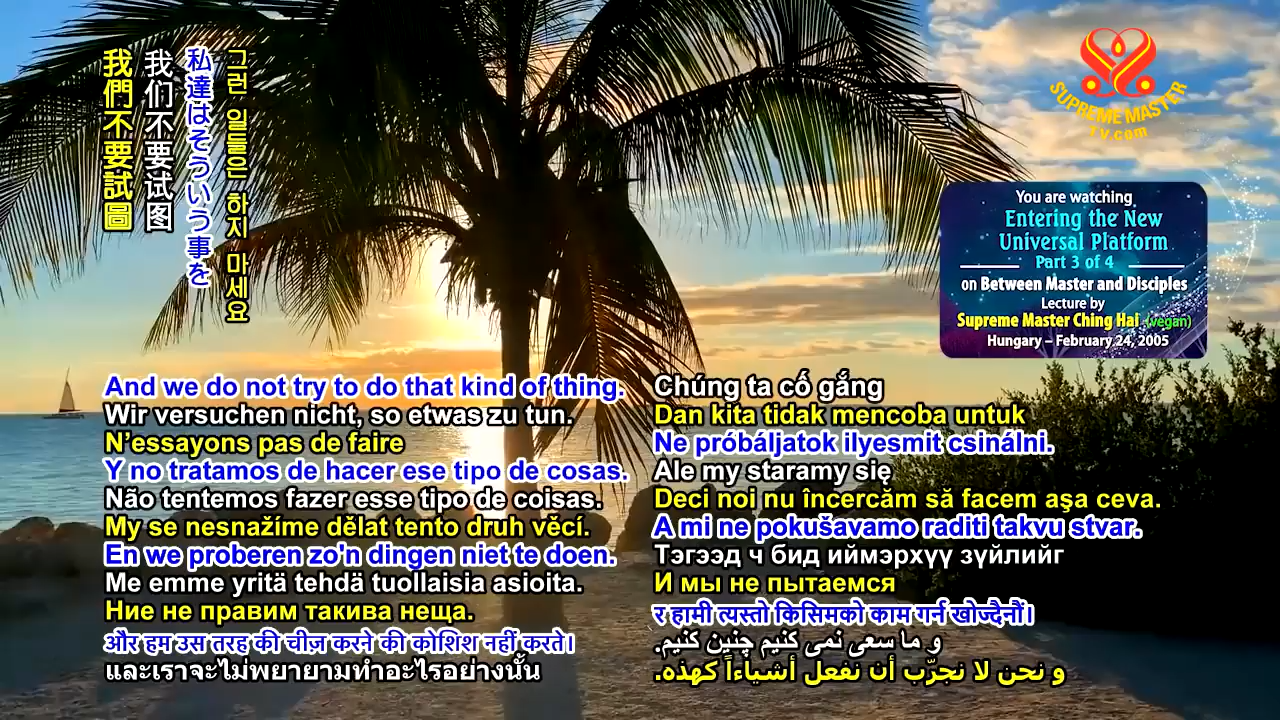 我們不要試圖
我们不要试图
私達はそういう事を
그런 일들은 하지 마세요
SUPREME MASTER
TV.com
You are watching
Entering the New
Universal Platform
Part 3 of 4
on Between Master and Disciples
Lecture by
Supreme Master Ching Hai (vegan)
Hungary – February 24, 2005
And we do not try to do that kind of thing.
Wir versuchen nicht, so etwas zu tun.
N'essayons pas de faire
Y no tratamos de hacer ese tipo de cosas.
Não tentemos fazer esse tipo de coisas.
My se nesnažíme dělat tento druh věcí.
En we proberen zo'n dingen niet te doen.
Me emme yritä tehdä tuollaisia asioita.
Ние не правим такива неща.
और हम उस तरह की चीज़ करने की कोशिश नहीं करते।
และเราจะไม่พยายามทำอะไรอย่างนั้น
Chúng ta cố gắng
Dan kita tidak mencoba untuk
Ne próbáljatok ilyesmit csinálni.
Ale my staramy się
Deci noi nu încercăm să facem aşa ceva.
A mi ne pokušavamo raditi takvu stvar.
Тэгээд ч бид иймэрхүү зүйлийг
И мы не пытаемся
र हामी त्यस्तो किसिमको काम गर्न खोज्दैनौं।
و ما سعی نمی کنیم چنین کنیم.
و نحن لا نجرّب أن نفعل أشياءاً كهذه.